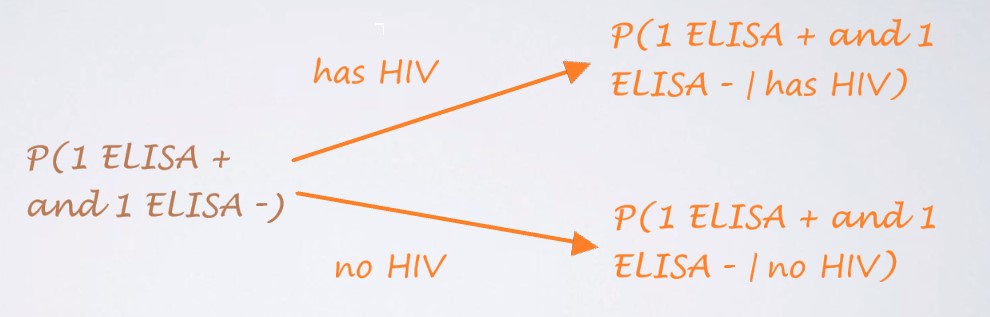 P(1 ELISA + and 1
ELISA - | has HIV)
has HIV
P(1 ELISA +
and 1 ELISA -)
P(1 ELISA + and 1
ELISA - | no HIV)
no HIV